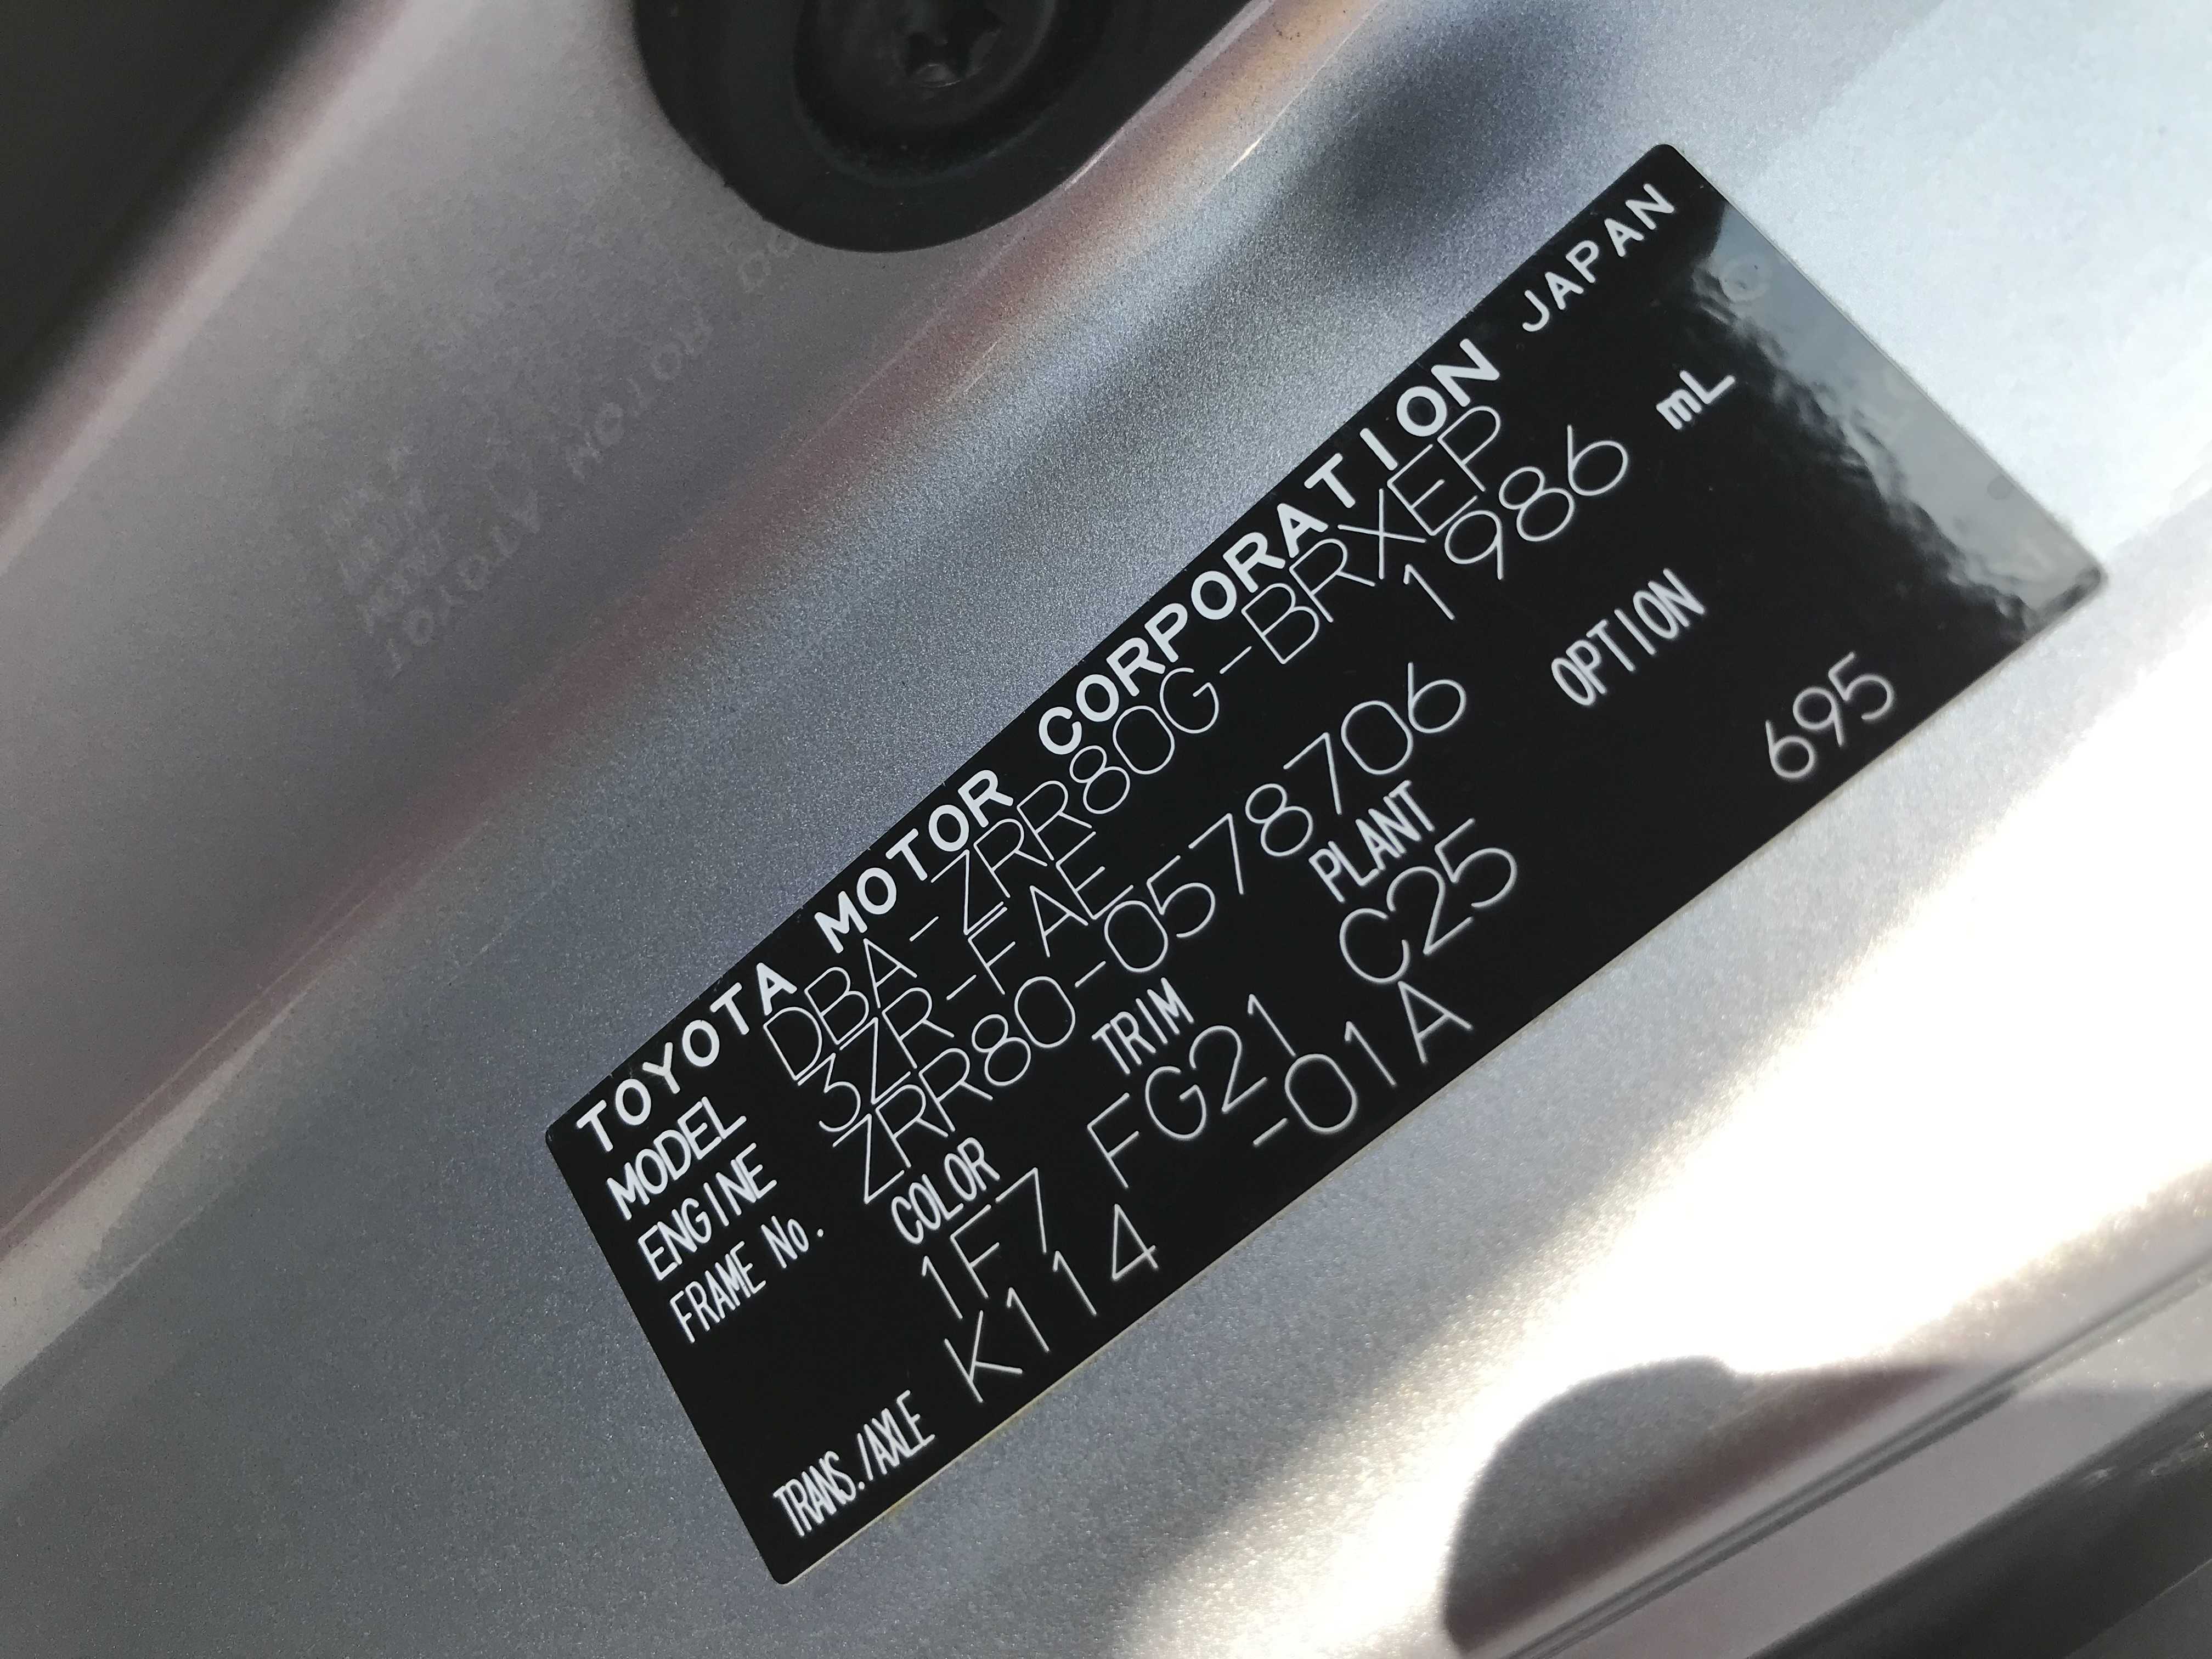 TOYOTA MOTOR CORPORATION JAPAN
MODEL DBA-ZRR80G-BRXEP
ENGINE 3ZR-FAE 1986 mL
FRAME No. ZRR80-0578706
COLOR TRIM PLANT OPTION
1F7 FG21 C25 695
TRANS./AXLE K114 -01A